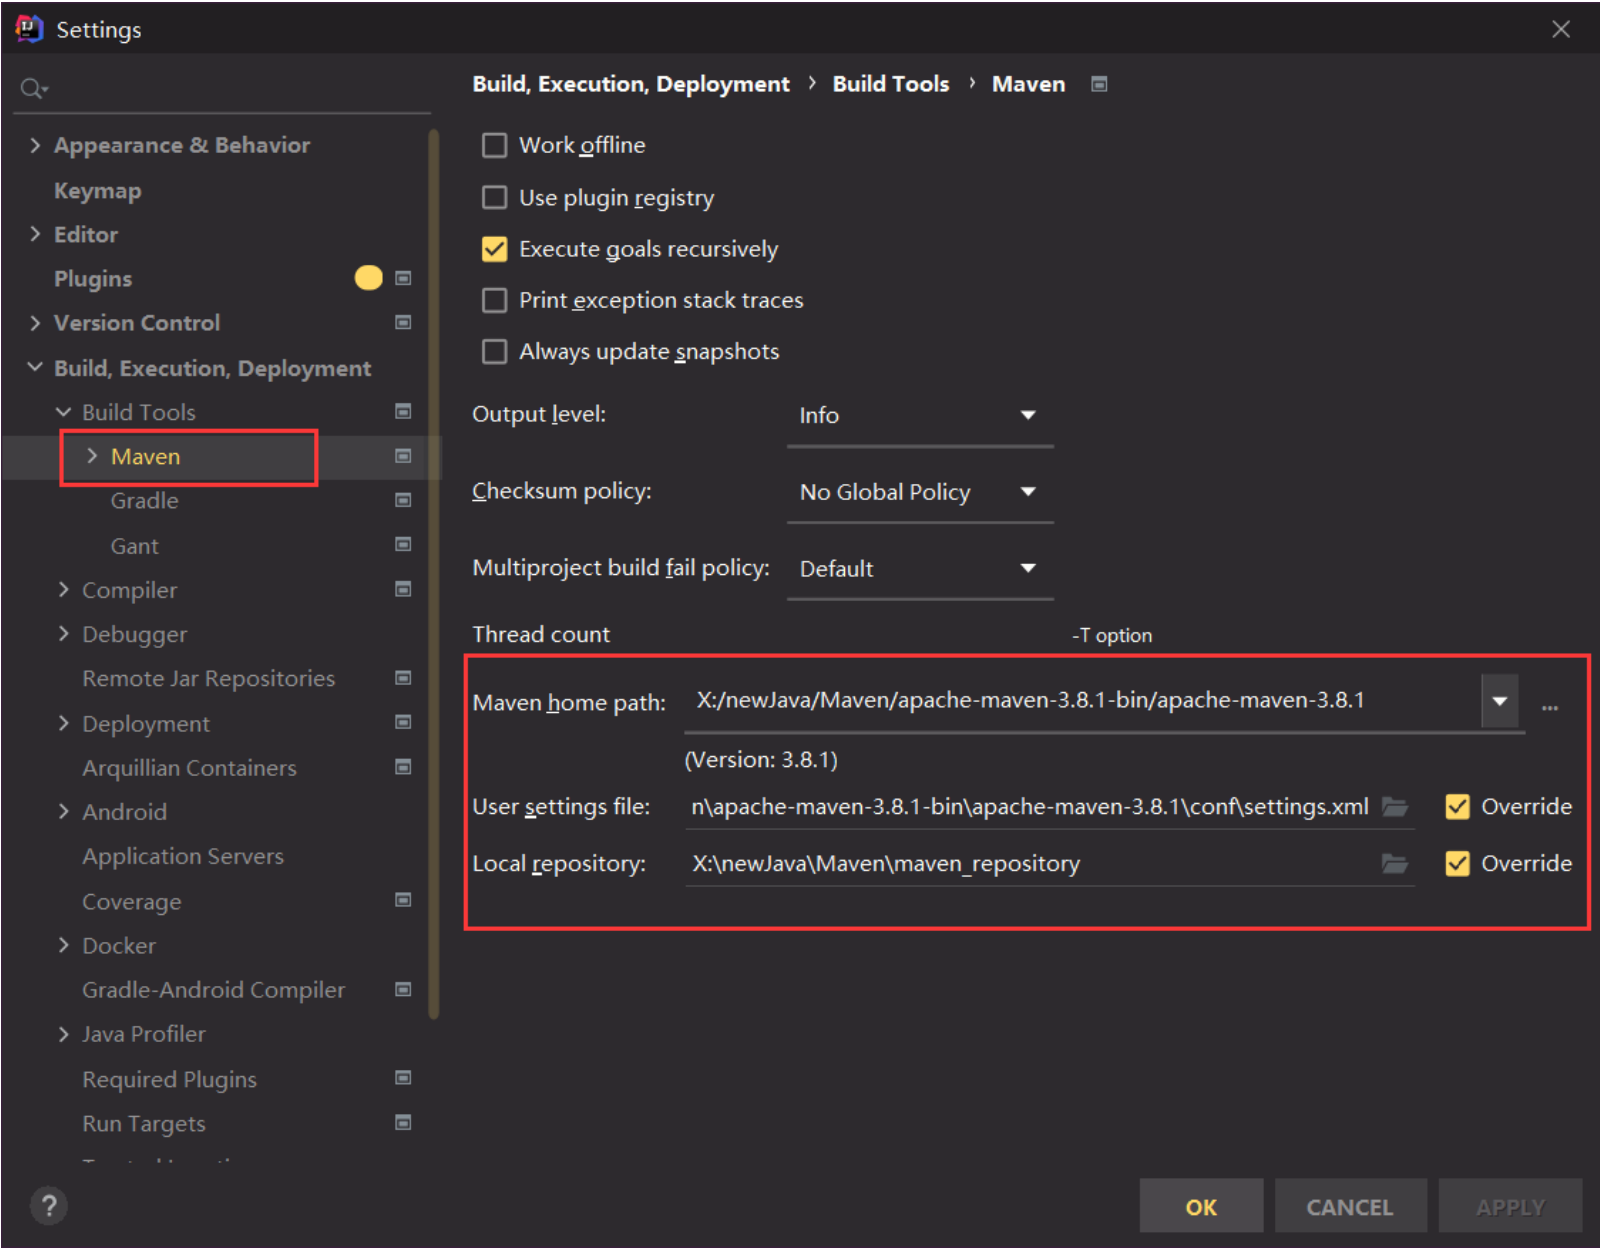 Settings
Build, Execution, Deployment › Build Tools › Maven
Appearance & Behavior
Keymap
Editor
Plugins
Version Control
Build, Execution, Deployment
Build Tools
Maven
Gradle
Gant
Compiler
Debugger
Remote Jar Repositories
Deployment
Arquillian Containers
Android
Application Servers
Coverage
Docker
Gradle-Android Compiler
Java Profiler
Required Plugins
Run Targets
Work offline
Use plugin registry
Execute goals recursively
Print exception stack traces
Always update snapshots
Output level: Info
Checksum policy: No Global Policy
Multiproject build fail policy: Default
Thread count -T option
Maven home path: X:/newJava/Maven/apache-maven-3.8.1-bin/apache-maven-3.8.1 ...
(Version: 3.8.1)
User settings file: n\apache-maven-3.8.1-bin\apache-maven-3.8.1\conf\settings.xml Override
Local repository: X:\newJava\Maven\maven_repository Override
? OK CANCEL APPLY